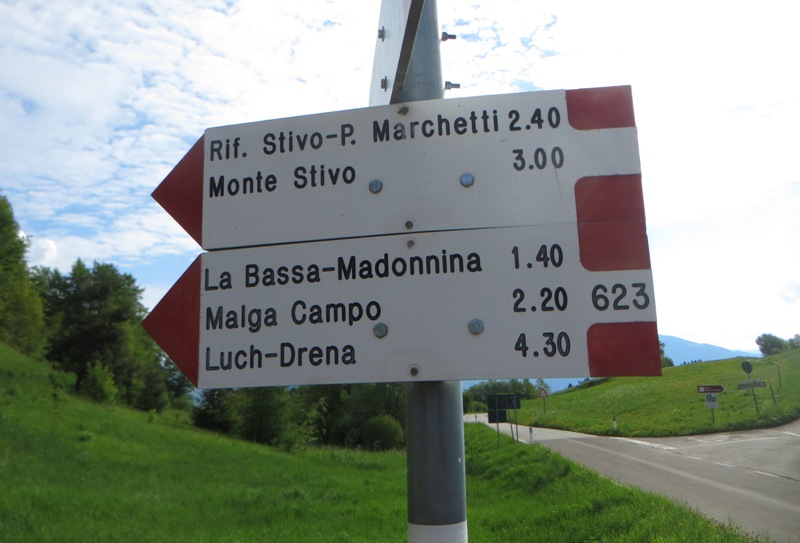 Rif. Stivo-P. Marchetti 2.40
Monte Stivo 3.00
La Bassa-Madonnina 1.40
Malga Campo 2.20 623
Luch-Drena 4.30